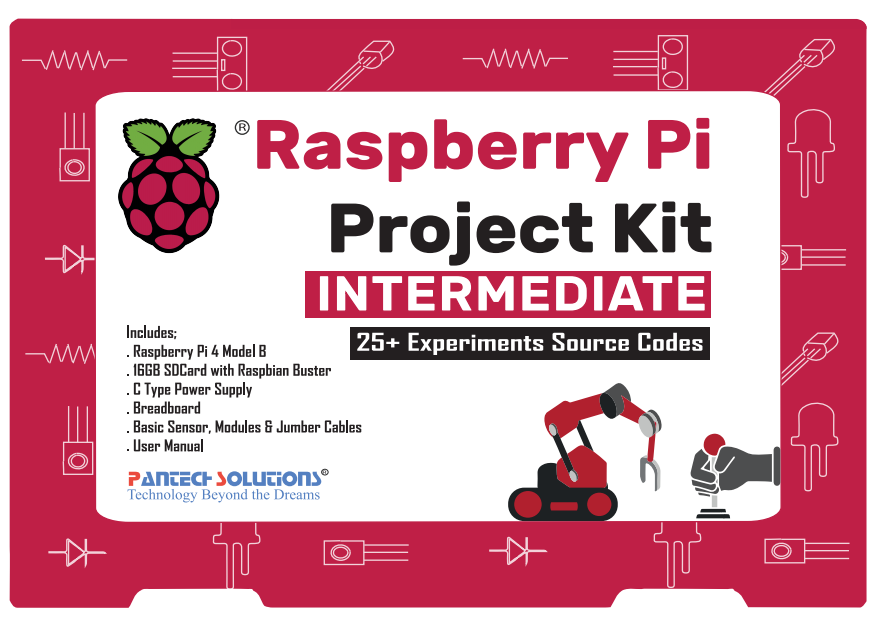 ® Raspberry Pi
Project Kit
INTERMEDIATE
25+ Experiments Source Codes
Includes;
. Raspberry Pi 4 Model B
. 16GB SDCard with Raspbian Buster
. C Type Power Supply
. Breadboard
. Basic Sensor, Modules & Jumber Cables
. User Manual
PANTECH SOLUTIONS®
Technology Beyond the Dreams